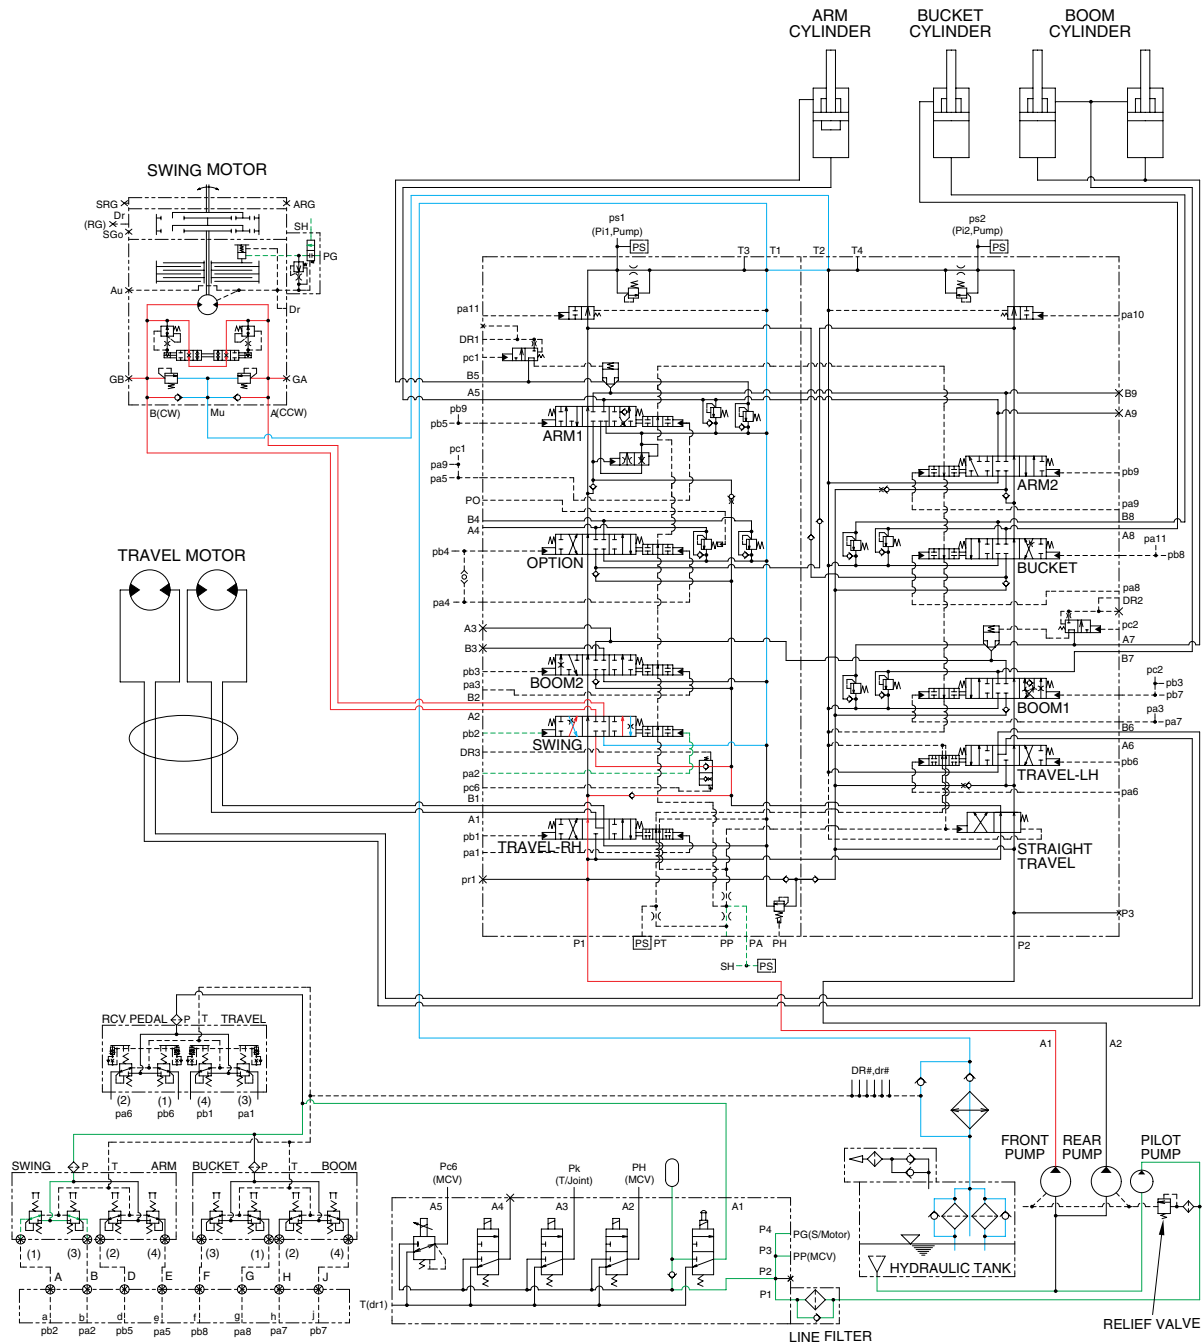 ARM
CYLINDER
BUCKET
CYLINDER
BOOM
CYLINDER
SWING MOTOR
SRG
ARG
Dr
(RG)
SGo
SH
PG
Au
Dr
GB
GA
B(CW)
Mu
A(CCW)
ps1
(Pi1,Pump)
PS
ps2
(Pi2,Pump)
PS
T3
T1
T2
T4
pa11
DR1
pc1
B5
A5
pb9
pb5
ARM1
pc1
pa9
pa5
PO
B4
A4
pb4
OPTION
pa4
A3
B3
pb3
BOOM2
pa3
B2
A2
pb2
SWING
DR3
pa2
pc6
B1
A1
pb1
TRAVEL-RH
pa1
pr1
pa10
B9
A9
pb9
ARM2
pa9
B8
A8
pa11
pb8
BUCKET
pa8
DR2
pc2
A7
B7
pc2
pb3
pb7
BOOM1
pa3
pa7
B6
A6
pb6
TRAVEL-LH
pa6
STRAIGHT
TRAVEL
P3
P1
PS
PT
PP
PA
PH
P2
SH
PS
TRAVEL MOTOR
RCV PEDAL
P
T
TRAVEL
(2)
(1)
(4)
(3)
pa6
pb6
pb1
pa1
SWING
P
T
ARM
BUCKET
P
T
BOOM
(1)
(3)
(2)
(4)
(3)
(1)
(2)
(4)
A
B
D
E
F
G
H
J
a
b
d
e
f
g
h
j
pb2
pa2
pb5
pa5
pb8
pa8
pa7
pb7
DR#,dr#
A1
A2
FRONT
PUMP
REAR
PUMP
PILOT
PUMP
HYDRAULIC TANK
RELIEF VALVE
Pc6
(MCV)
Pk
(T/Joint)
PH
(MCV)
A5
A4
A3
A2
A1
P4
PG(S/Motor)
P3
PP(MCV)
P2
P1
T(dr1)
LINE FILTER